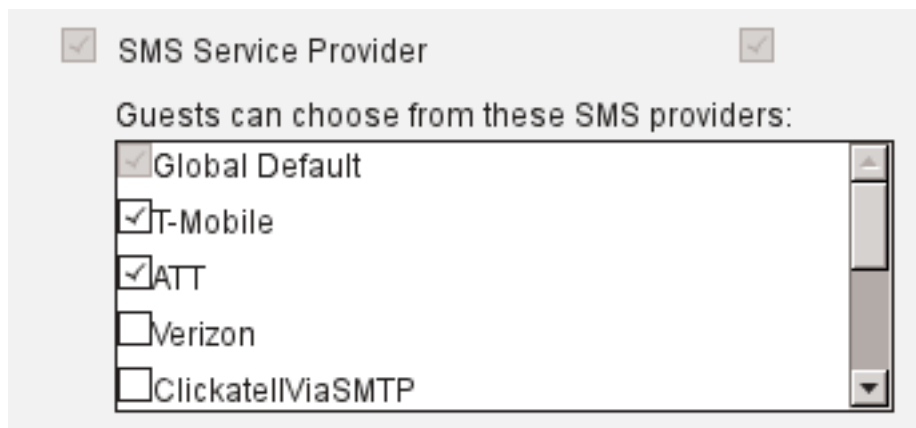 SMS Service Provider
Guests can choose from these SMS providers:
Global Default
T-Mobile
ATT
Verizon
ClickatellViaSMTP